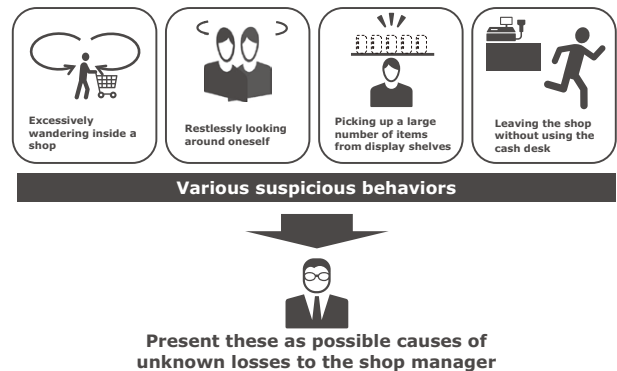 Excessively
wandering inside a
shop
Restlessly looking
around oneself
Picking up a large
number of items
from display shelves
Leaving the shop
without using the
cash desk
Various suspicious behaviors
Present these as possible causes of
unknown losses to the shop manager